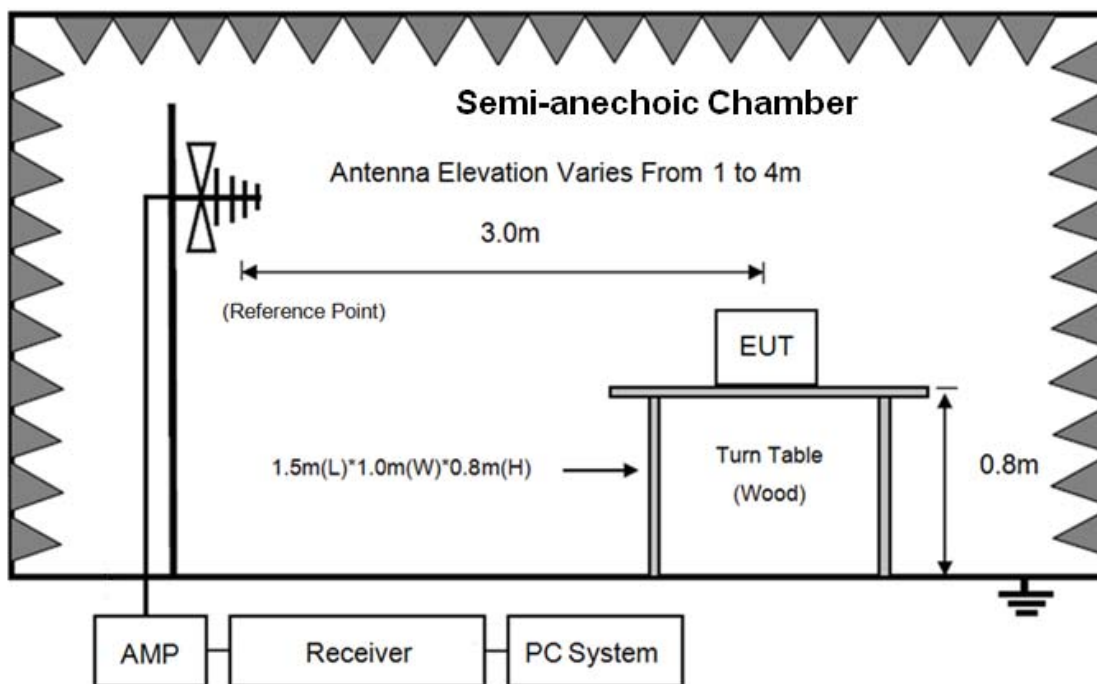 Semi-anechoic Chamber
Antenna Elevation Varies From 1 to 4m
3.0m
(Reference Point)
EUT
1.5m(L)*1.0m(W)*0.8m(H)
Turn Table
(Wood)
0.8m
AMP
Receiver
PC System